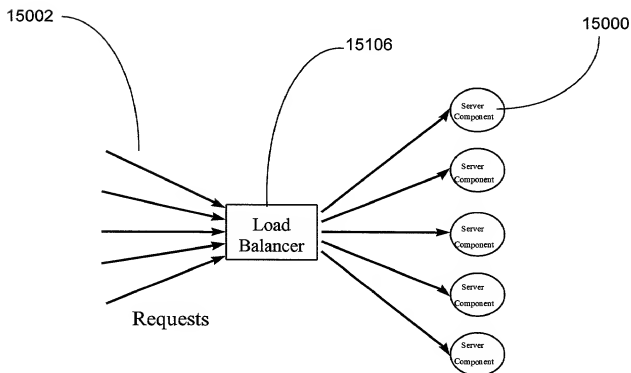 15002
15106
15000
Server
Component
Server
Component
Load
Balancer
Server
Component
Server
Component
Requests
Server
Component